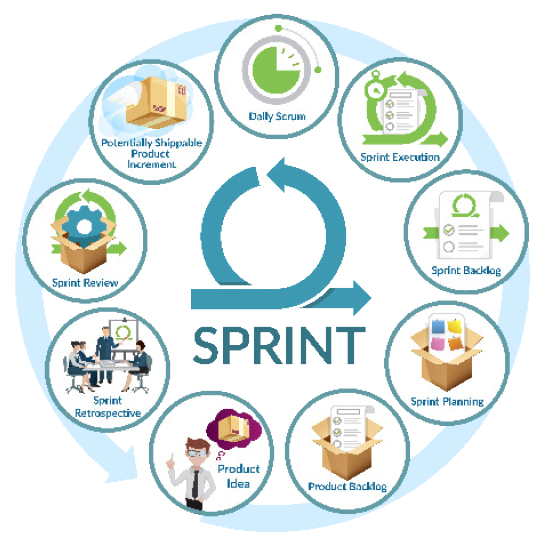 Daily Scrum
Potentially Shippable
Product
Increment
Sprint Execution
Sprint Review
Sprint Backlog
SPRINT
Sprint
Retrospective
Sprint Planning
Product
Idea
Product Backlog